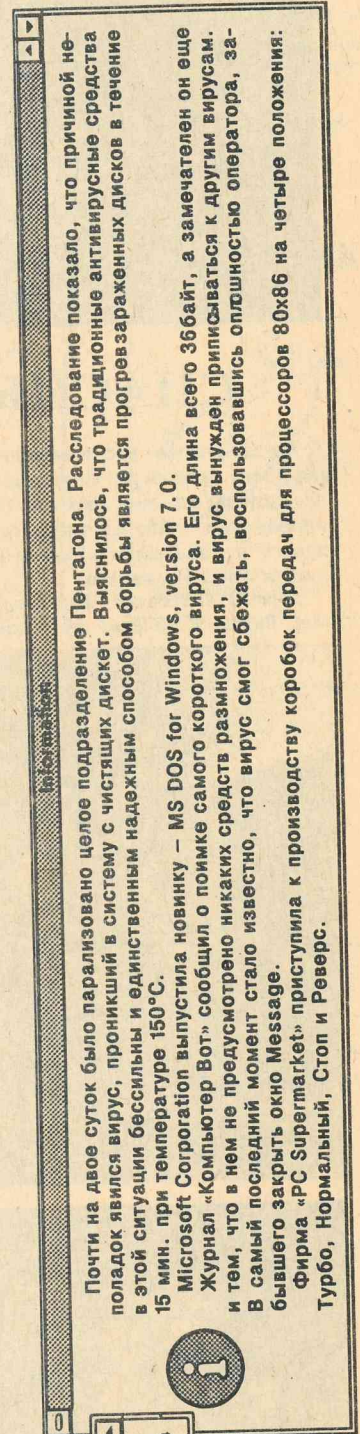 Information
Почти на двое суток было парализовано целое подразделение Пентагона. Расследование показало, что причиной не-
поладок явился вирус, проникший в систему с чистящих дискет. Выяснилось, что традиционные антивирусные средства
в этой ситуации бессильны и единственным надежным способом борьбы является прогревзараженных дисков в течение
15 мин. при температуре 150°С.
Microsoft Corporation выпустила новинку – MS DOS for Windows, version 7.0.
Журнал «Компьютер Вот» сообщил о поимке самого короткого вируса. Его длина всего 36байт, а замечателен он еще
и тем, что в нем не предусмотрено никаких средств размножения, и вирус вынужден приписываться к другим вирусам.
В самый последний момент стало известно, что вирус смог сбежать, воспользовавшись оплошностью оператора, за-
бывшего закрыть окно Message.
Фирма «PC Supermarket» приступила к производству коробок передач для процессоров 80x86 на четыре положения:
Турбо, Нормальный, Стоп и Реверс.